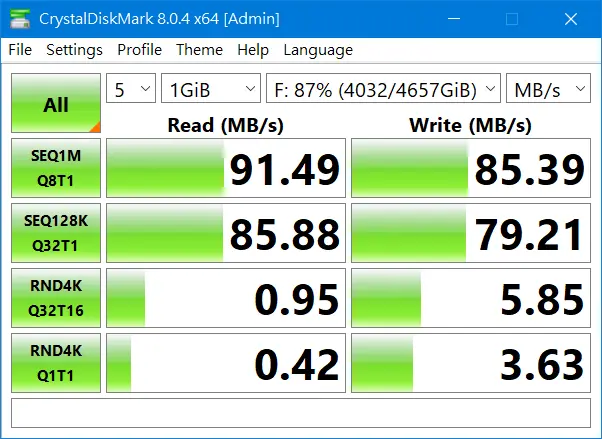 CrystalDiskMark 8.0.4 x64 [Admin]
File Settings Profile Theme Help Language
All 5 1GiB F: 87% (4032/4657GiB) MB/s
Read (MB/s) Write (MB/s)
SEQ1M
Q8T1
91.49 85.39
SEQ128K
Q32T1
85.88 79.21
RND4K
Q32T16
0.95 5.85
RND4K
Q1T1
0.42 3.63